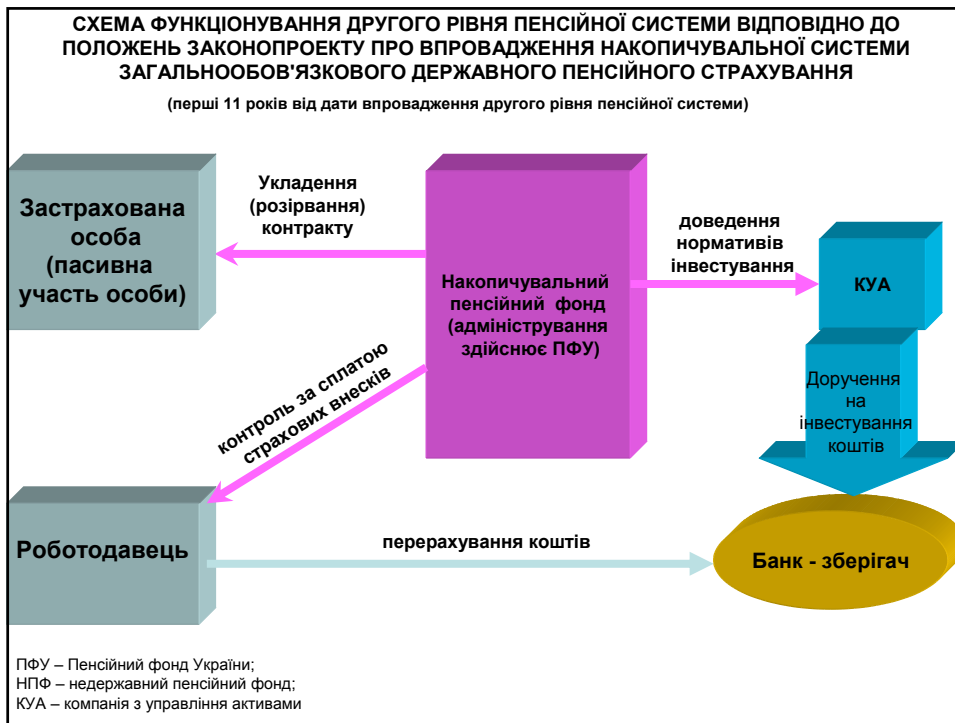 СХЕМА ФУНКЦІОНУВАННЯ ДРУГОГО РІВНЯ ПЕНСІЙНОЇ СИСТЕМИ ВІДПОВІДНО ДО
ПОЛОЖЕНЬ ЗАКОНОПРОЕКТУ ПРО ВПРОВАДЖЕННЯ НАКОПИЧУВАЛЬНОЇ СИСТЕМИ
ЗАГАЛЬНООБОВ'ЯЗКОВОГО ДЕРЖАВНОГО ПЕНСІЙНОГО СТРАХУВАННЯ
(перші 11 років від дати впровадження другого рівня пенсійної системи)
Застрахована
особа
(пасивна
участь особи)
Укладення
(розірвання)
контракту
Накопичувальний
пенсійний фонд
(адміністрування
здійснює ПФУ)
доведення
нормативів
інвестування
КУА
Доручення
на
інвестування
коштів
контроль за сплатою
страхових внесків
Роботодавець
перерахування коштів
Банк - зберігач
ПФУ – Пенсійний фонд України;
НПФ – недержавний пенсійний фонд;
КУА – компанія з управління активами